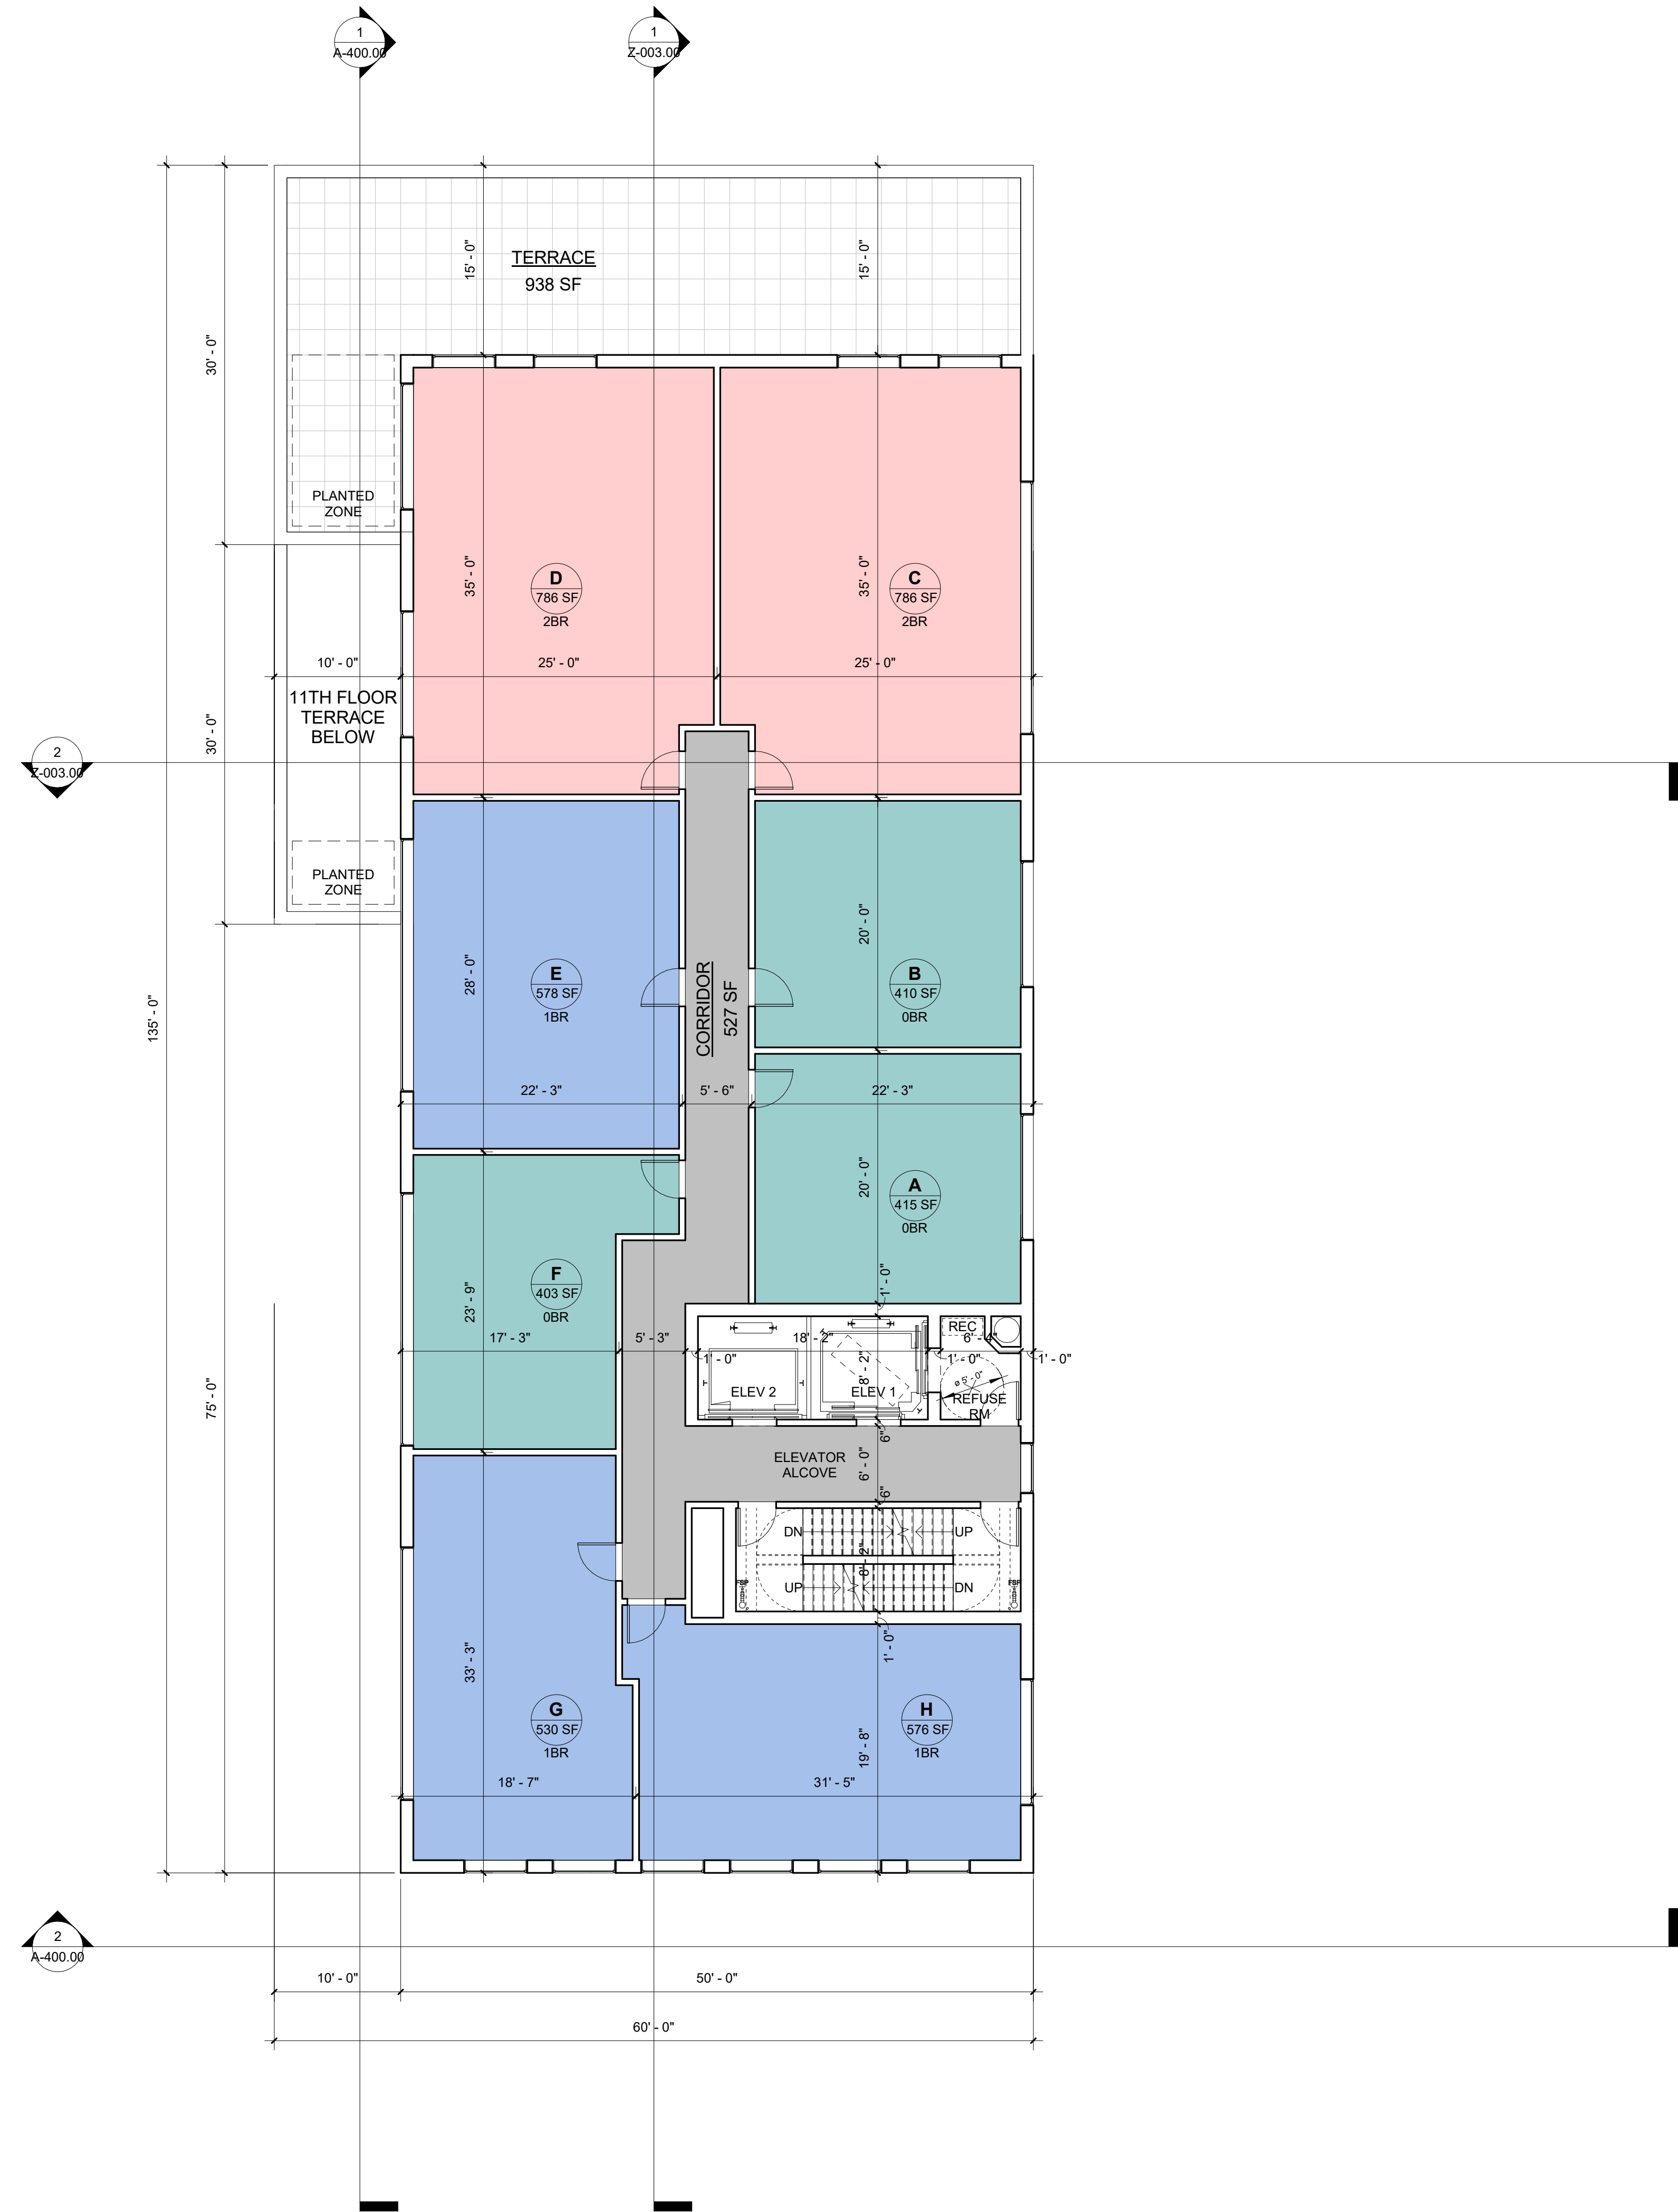 1
A-400.00
1
Z-003.00
TERRACE
938 SF
15' - 0"
15' - 0"
30' - 0"
PLANTED
ZONE
D
786 SF
2BR
35' - 0"
C
786 SF
2BR
35' - 0"
10' - 0"
25' - 0"
25' - 0"
11TH FLOOR
TERRACE
BELOW
30' - 0"
2
Z-003.00
PLANTED
ZONE
135' - 0"
E
578 SF
1BR
28' - 0"
CORRIDOR
527 SF
B
410 SF
0BR
20' - 0"
22' - 3"
5' - 6"
22' - 3"
A
415 SF
0BR
20' - 0"
F
403 SF
0BR
23' - 9"
1' - 0"
17' - 3"
5' - 3"
18' - 2"
REC
6' - 4"
1' - 0"
1' - 0"
1' - 0"
8' - 2"
ø 5' - 0"
ELEV 2
ELEV 1
REFUSE
RM
75' - 0"
6"
ELEVATOR
ALCOVE
6' - 0"
6"
DN
UP
8' - 2"
UP
DN
FSP
FSP
1' - 0"
33' - 3"
G
530 SF
1BR
H
576 SF
1BR
19' - 8"
18' - 7"
31' - 5"
2
A-400.00
10' - 0"
50' - 0"
60' - 0"